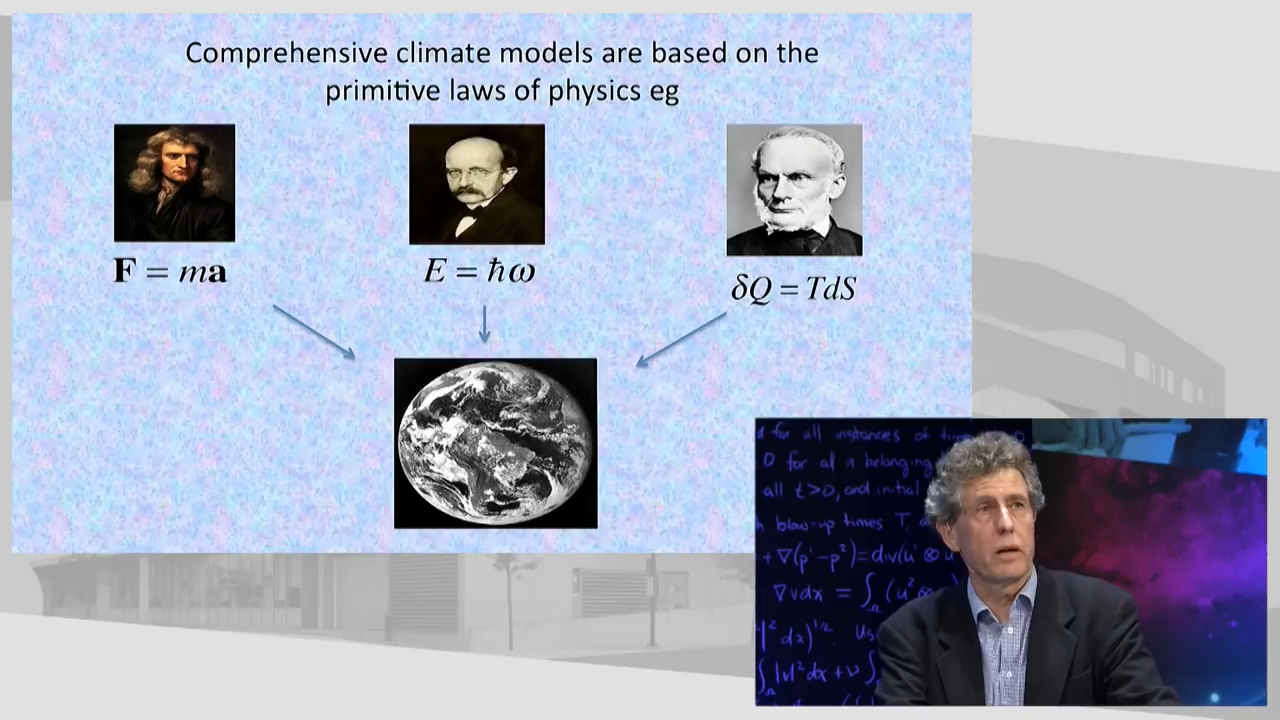 Comprehensive climate models are based on the
primitive laws of physics eg
F = ma
E = ħω
δQ = TdS
d for all instances of time
D for all n belonging
all t>0, and initial
blow-up times T,
+ ∇(p¹-p²)=div(u¹ ⊗ u
∇vdx = ∫Ω (u² ⊗
|² dx)^1/2. Us
∫Ω |v|² dx + ν ∫